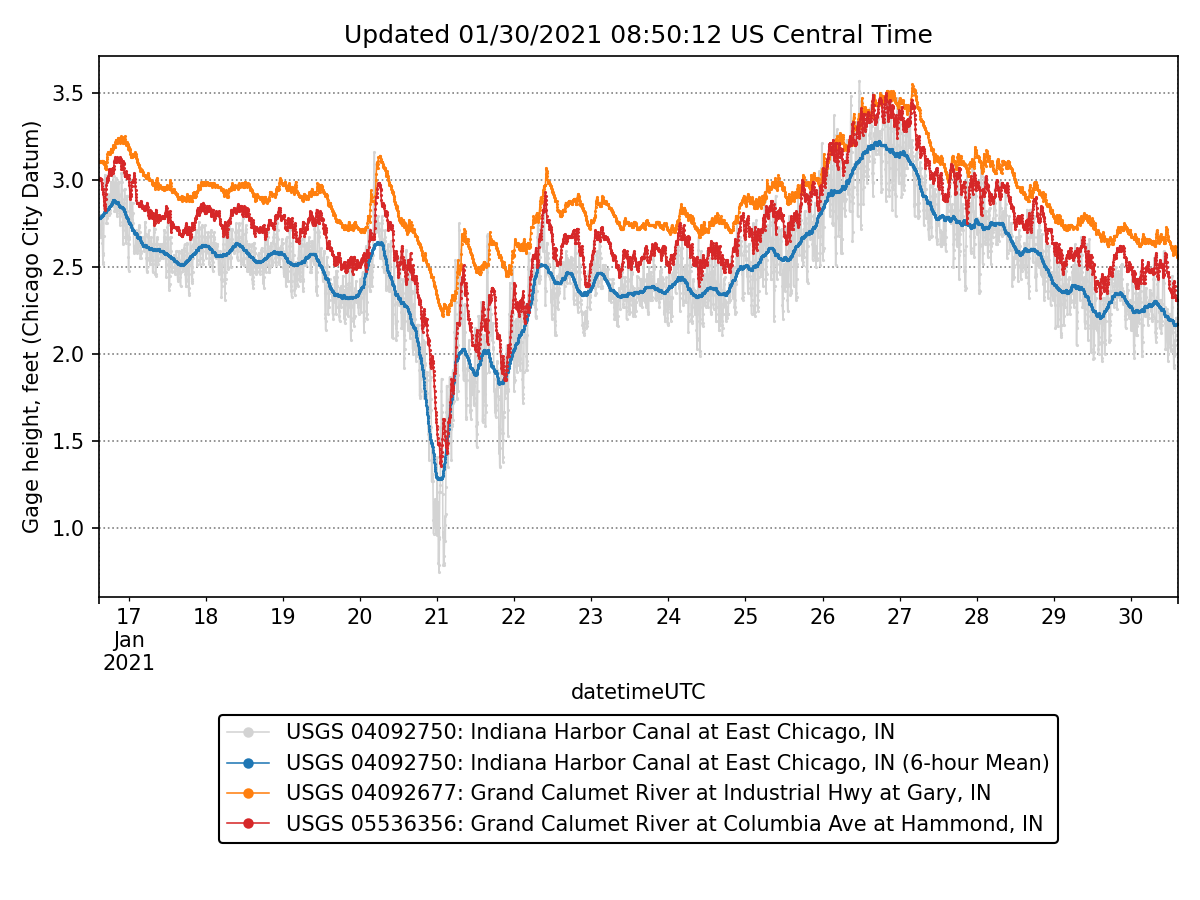 Updated 01/30/2021 08:50:12 US Central Time
Gage height, feet (Chicago City Datum)
3.5
3.0
2.5
2.0
1.5
1.0
17 18 19 20 21 22 23 24 25 26 27 28 29 30
Jan
2021
datetimeUTC
USGS 04092750: Indiana Harbor Canal at East Chicago, IN
USGS 04092750: Indiana Harbor Canal at East Chicago, IN (6-hour Mean)
USGS 04092677: Grand Calumet River at Industrial Hwy at Gary, IN
USGS 05536356: Grand Calumet River at Columbia Ave at Hammond, IN